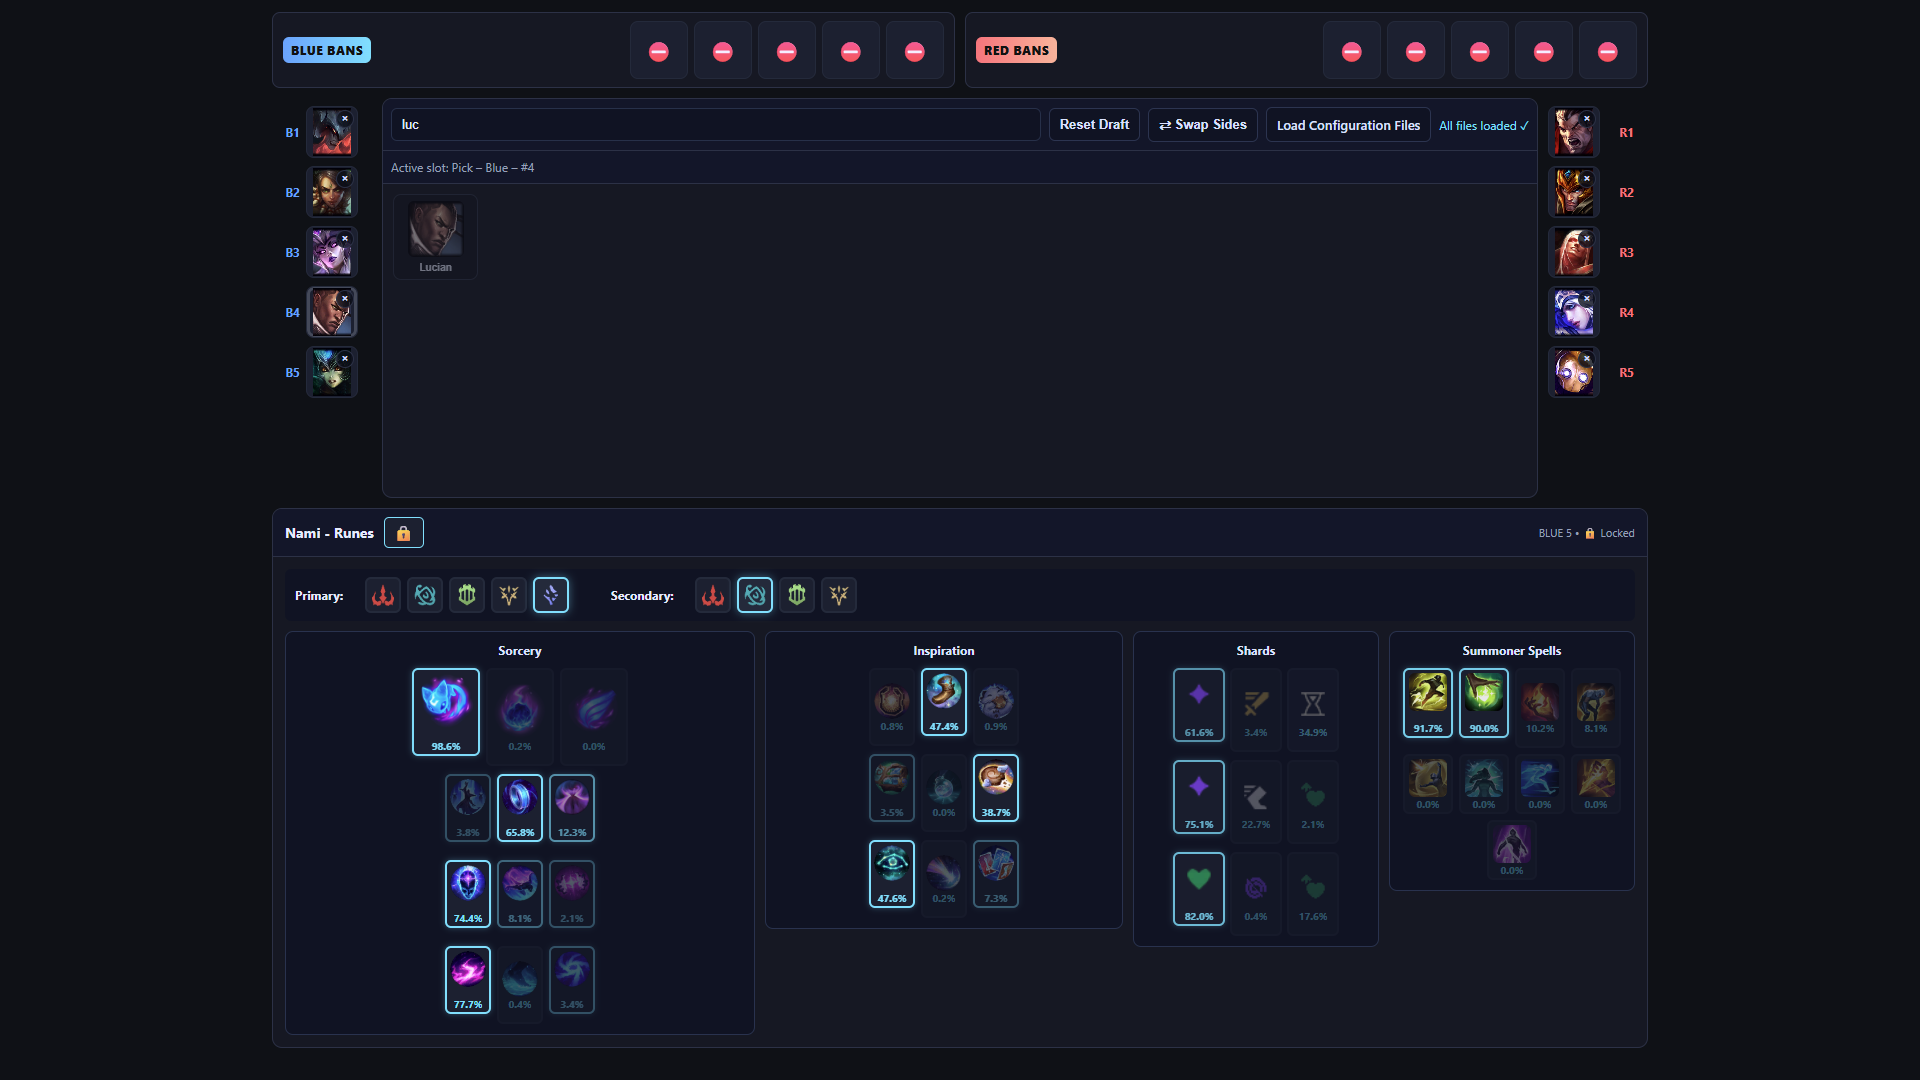 BLUE BANS
RED BANS
B1
B2
B3
B4
B5
luc
Reset Draft
⇄ Swap Sides
Load Configuration Files
All files loaded ✓
Active slot: Pick – Blue – #4
Lucian
R1
R2
R3
R4
R5
Nami - Runes
BLUE 5 • 🔒 Locked
Primary:
Secondary:
Sorcery
98.6%
0.2%
0.0%
3.8%
65.8%
12.3%
74.4%
8.1%
2.1%
77.7%
0.4%
3.4%
Inspiration
0.8%
47.4%
0.9%
3.5%
0.0%
38.7%
47.6%
0.2%
7.3%
Shards
61.6%
3.4%
34.9%
75.1%
22.7%
2.1%
82.0%
0.4%
17.6%
Summoner Spells
91.7%
90.0%
10.2%
8.1%
0.0%
0.0%
0.0%
0.0%
0.0%